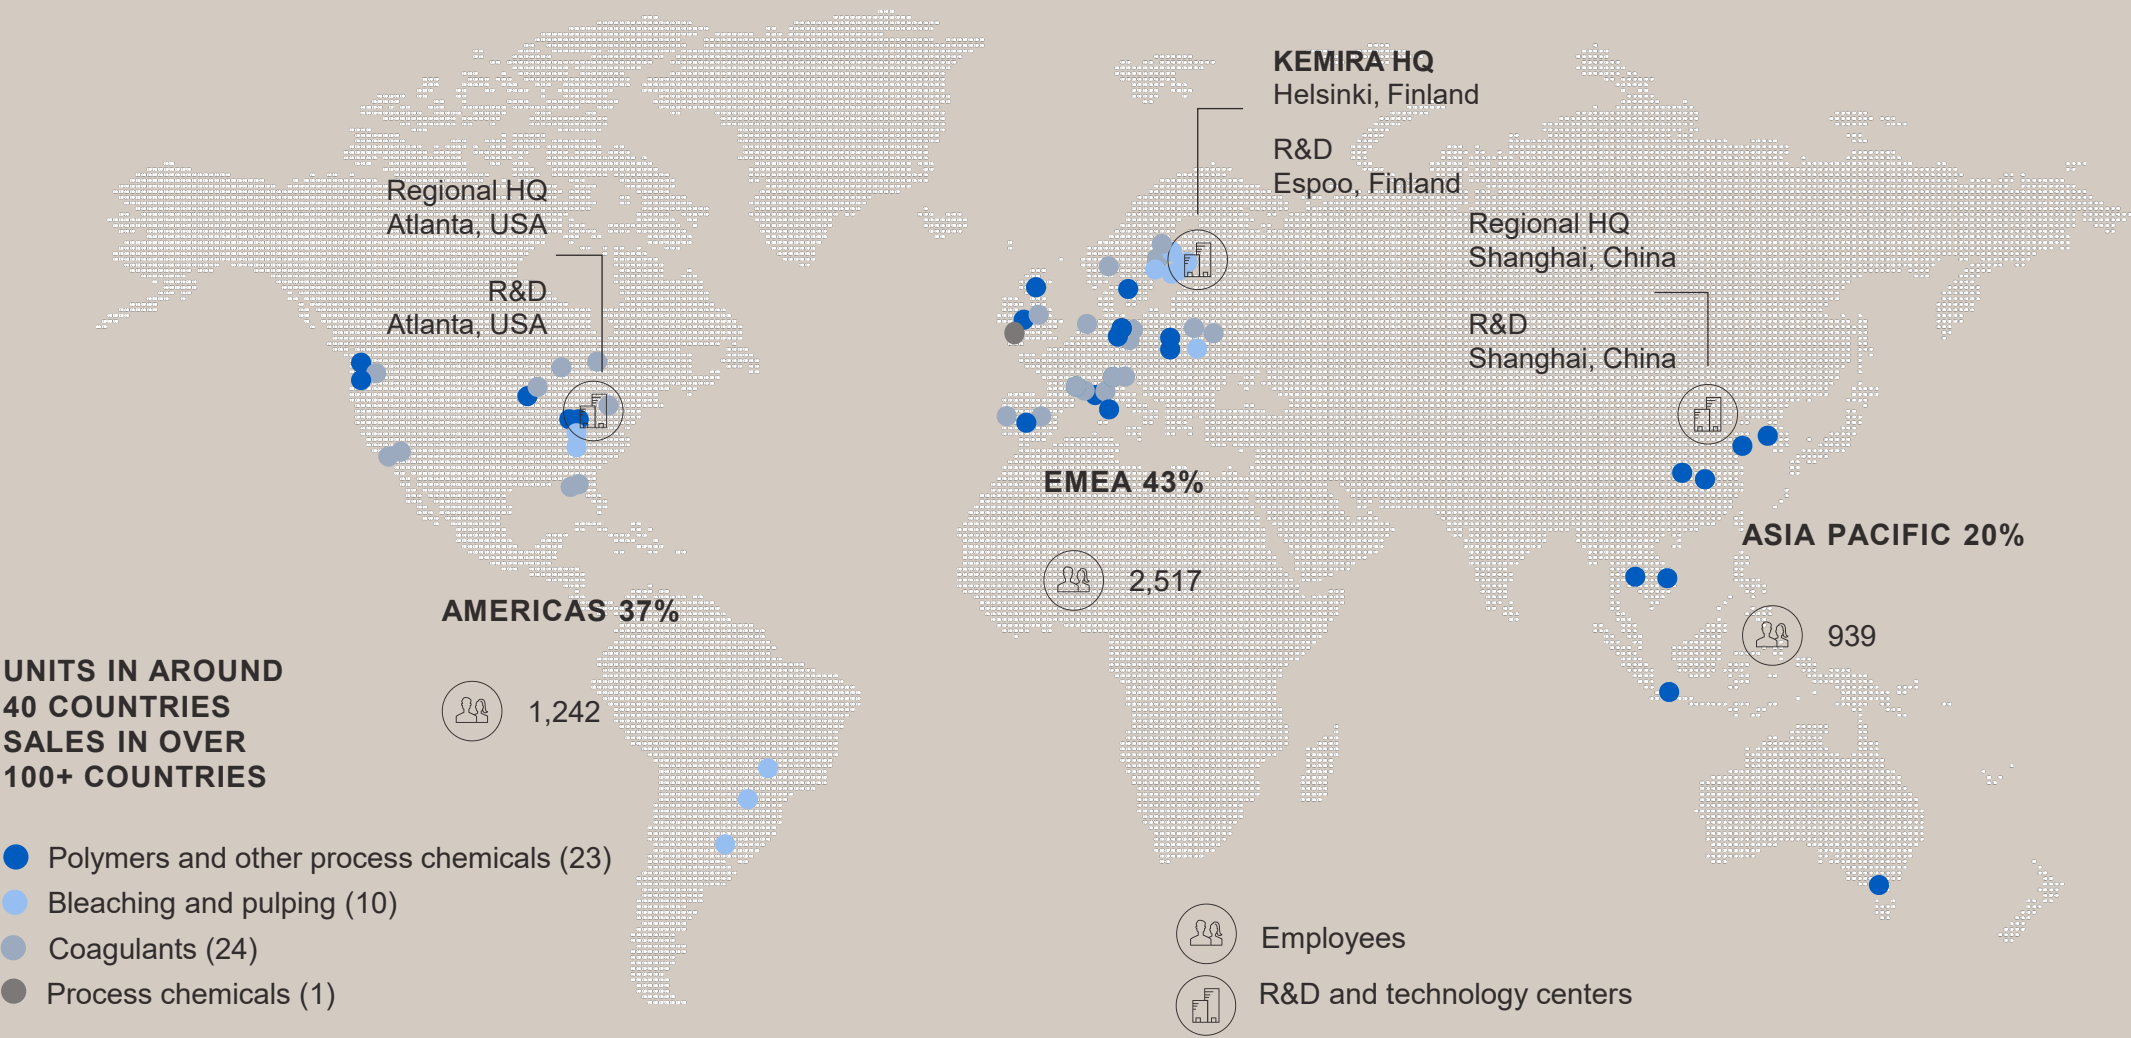 KEMIRA HQ
Helsinki, Finland
R&D
Espoo, Finland
Regional HQ
Atlanta, USA
R&D
Atlanta, USA
Regional HQ
Shanghai, China
R&D
Shanghai, China
EMEA 43%
2,517
ASIA PACIFIC 20%
939
AMERICAS 37%
1,242
UNITS IN AROUND
40 COUNTRIES
SALES IN OVER
100+ COUNTRIES
Polymers and other process chemicals (23)
Bleaching and pulping (10)
Coagulants (24)
Process chemicals (1)
Employees
R&D and technology centers